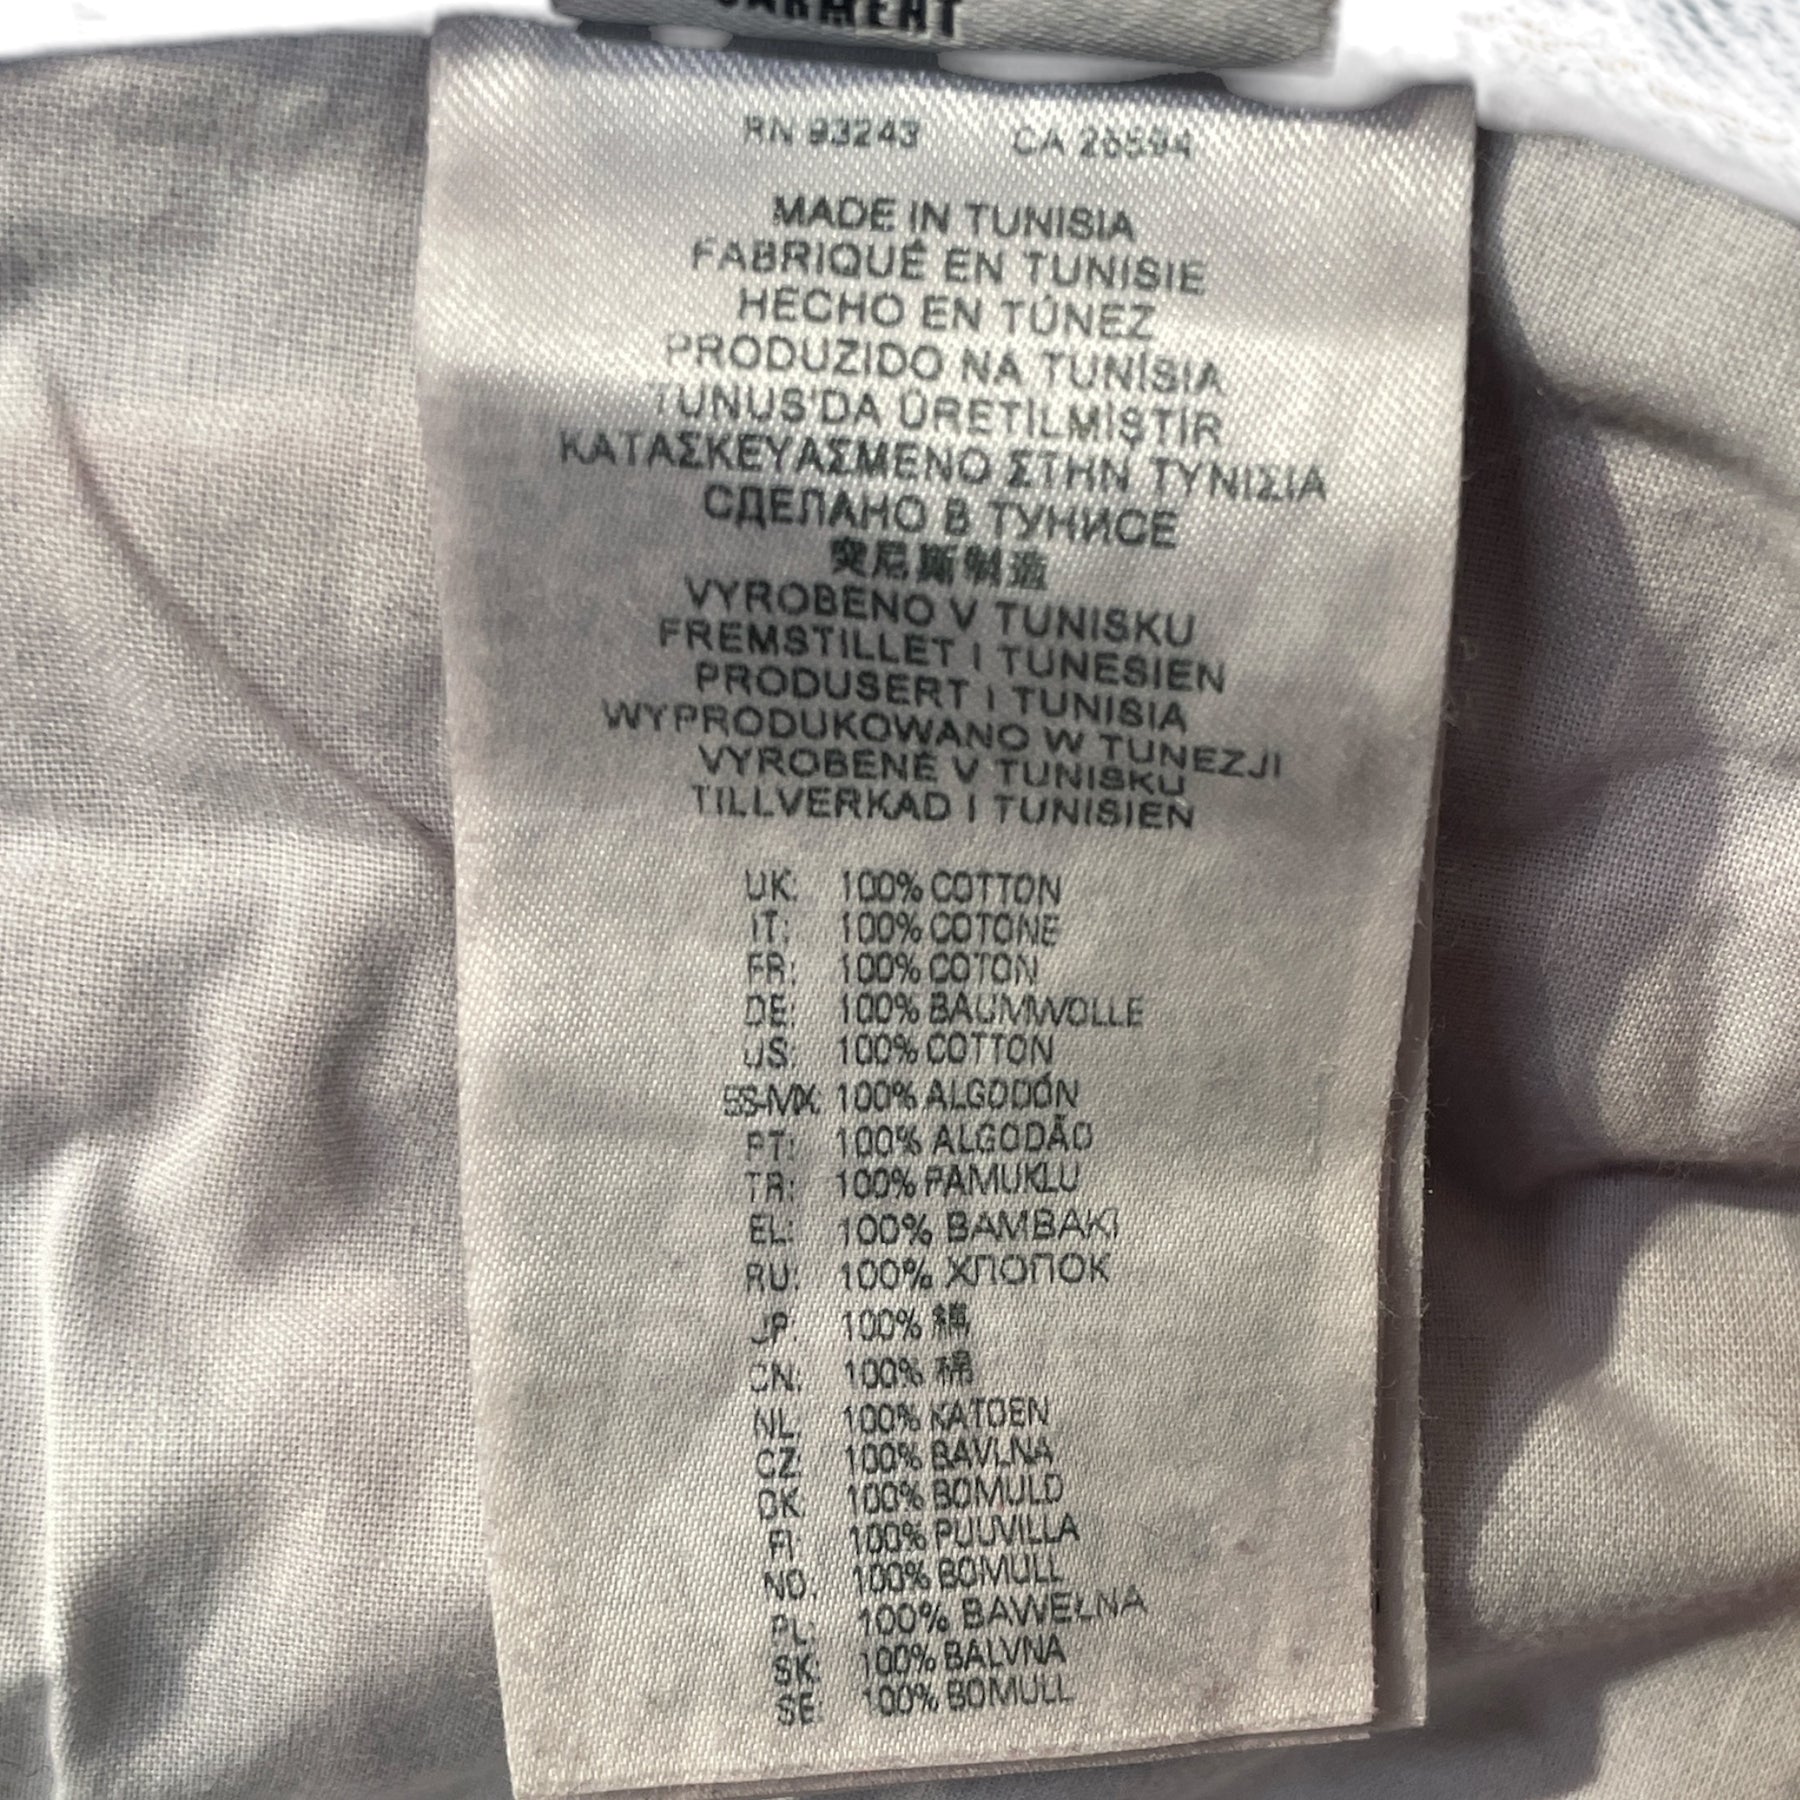 GARMENT
RN 93243 CA 26594
MADE IN TUNISIA
FABRIQUÉ EN TUNISIE
HECHO EN TÚNEZ
PRODUZIDO NA TUNÍSIA
TUNUS'DA ÜRETİLMİŞTİR
ΚΑΤΑΣΚΕΥΑΣΜΕΝΟ ΣΤΗΝ ΤΥΝΙΣΙΑ
СДЕЛАНО В ТУНИСЕ
突尼斯制造
VYROBENO V TUNISKU
FREMSTILLET I TUNESIEN
PRODUSERT I TUNISIA
WYPRODUKOWANO W TUNEZJI
VYROBENÉ V TUNISKU
TILLVERKAD I TUNISIEN
UK: 100% COTTON
IT: 100% COTONE
FR: 100% COTON
DE: 100% BAUMWOLLE
US: 100% COTTON
ES-MX: 100% ALGODÓN
PT: 100% ALGODÃO
TR: 100% PAMUKLU
EL: 100% ΒΑΜΒΑΚΙ
RU: 100% ХЛОПОК
JP: 100% 綿
CN: 100% 棉
NL: 100% KATOEN
CZ: 100% BAVLNA
DK: 100% BOMULD
FI: 100% PUUVILLA
NO: 100% BOMULL
PL: 100% BAWEŁNA
SK: 100% BALVNA
SE: 100% BOMULL